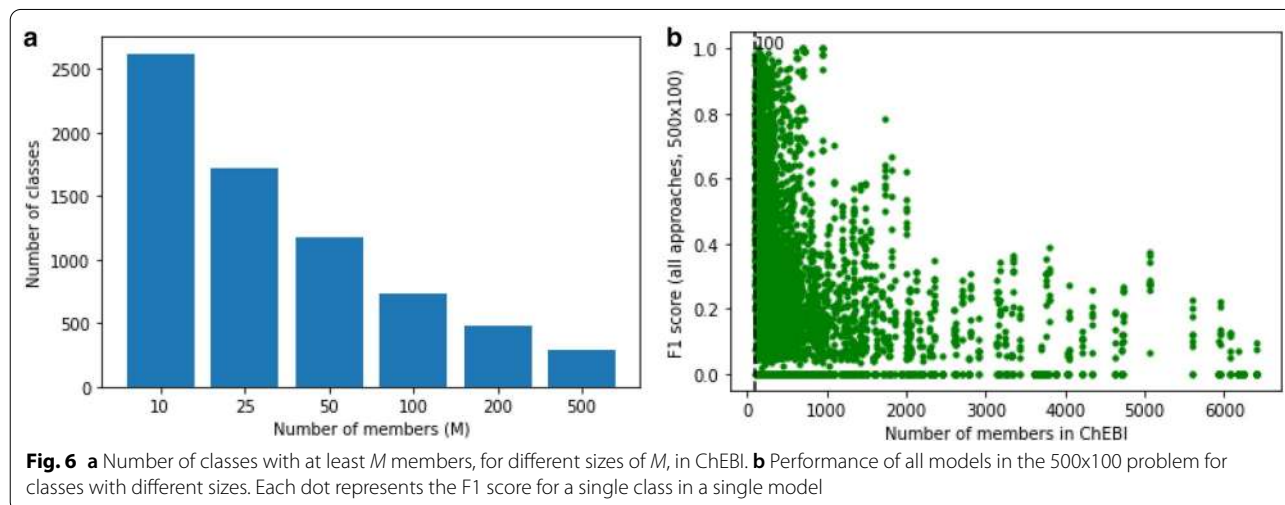 a
2500
2000
1500
1000
500
0
Number of classes
10 25 50 100 200 500
Number of members (M)
b
100
1.0
0.8
0.6
0.4
0.2
0.0
F1 score (all approaches, 500x100)
0 1000 2000 3000 4000 5000 6000
Number of members in ChEBI
Fig. 6 a Number of classes with at least M members, for different sizes of M, in ChEBI. b Performance of all models in the 500x100 problem for
classes with different sizes. Each dot represents the F1 score for a single class in a single model